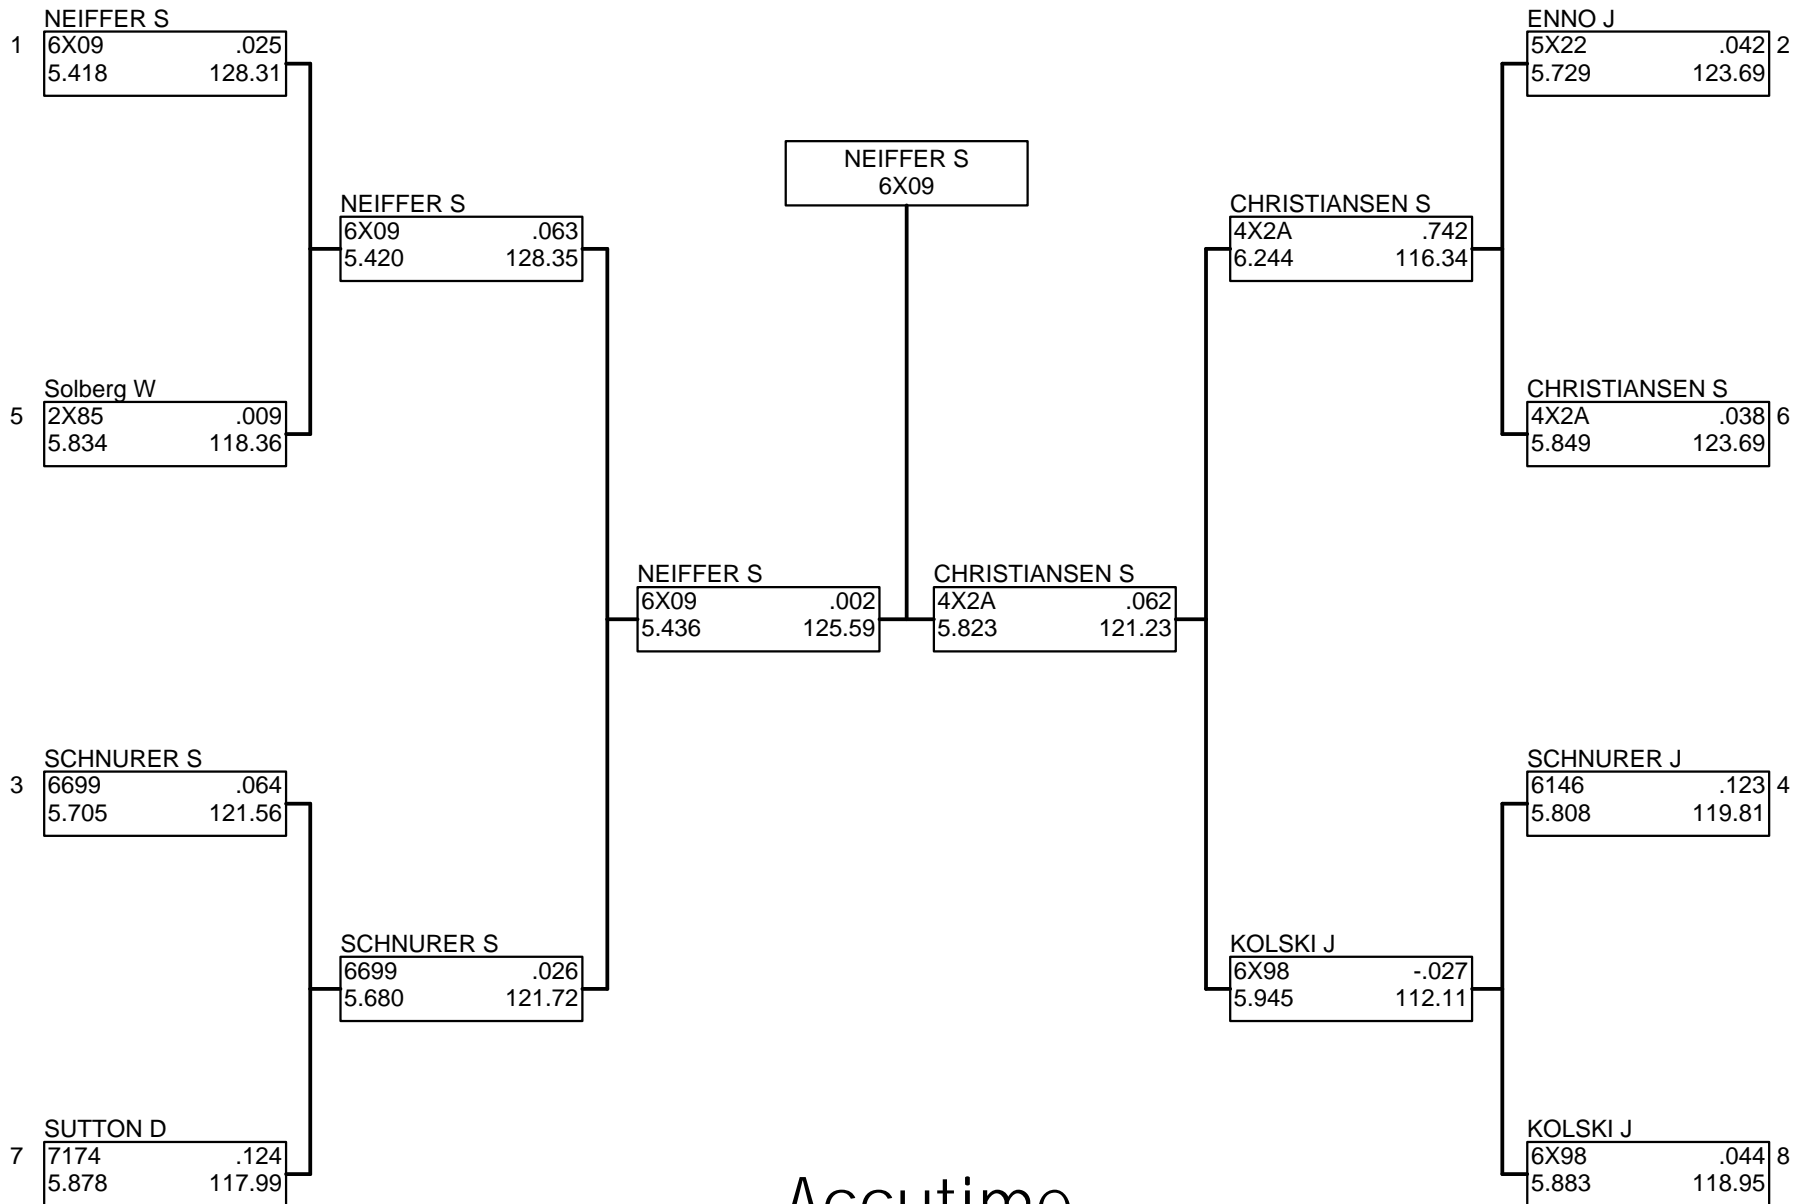 NEIFFER S
1 6X09 .025
5.418 128.31
Solberg W
5 2X85 .009
5.834 118.36
SCHNURER S
3 6699 .064
5.705 121.56
SUTTON D
7 7174 .124
5.878 117.99
NEIFFER S
6X09 .063
5.420 128.35
SCHNURER S
6699 .026
5.680 121.72
NEIFFER S
6X09 .002
5.436 125.59
NEIFFER S
6X09
CHRISTIANSEN S
4X2A .062
5.823 121.23
CHRISTIANSEN S
4X2A .742
6.244 116.34
KOLSKI J
6X98 -.027
5.945 112.11
ENNO J
5X22 .042 2
5.729 123.69
CHRISTIANSEN S
4X2A .038 6
5.849 123.69
SCHNURER J
6146 .123 4
5.808 119.81
KOLSKI J
6X98 .044 8
5.883 118.95
Accutime